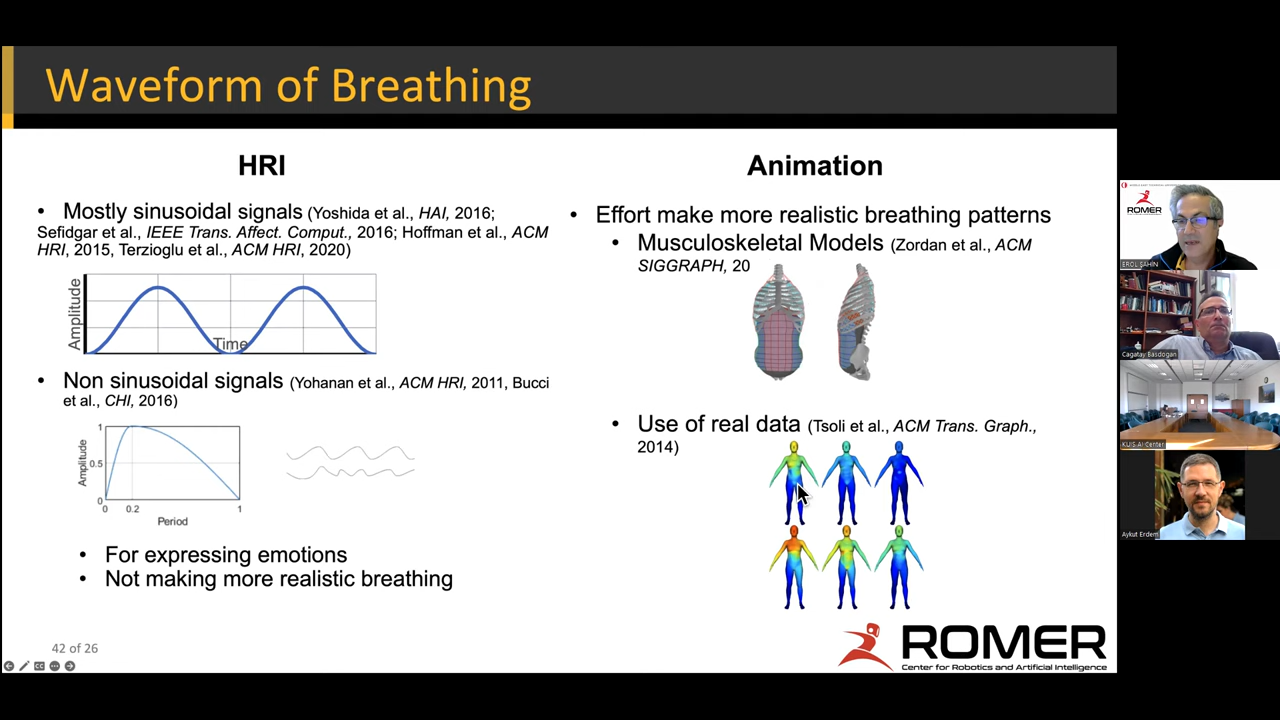 Waveform of Breathing
HRI
• Mostly sinusoidal signals (Yoshida et al., HAI, 2016;
Sefidgar et al., IEEE Trans. Affect. Comput., 2016; Hoffman et al., ACM
HRI, 2015, Terzioglu et al., ACM HRI, 2020)
Amplitude
Time
• Non sinusoidal signals (Yohanan et al., ACM HRI, 2011, Bucci
et al., CHI, 2016)
Amplitude
1
0.5
0
0 0.2 1
Period
• For expressing emotions
• Not making more realistic breathing
42 of 26
Animation
• Effort make more realistic breathing patterns
• Musculoskeletal Models (Zordan et al., ACM
SIGGRAPH, 20
• Use of real data (Tsoli et al., ACM Trans. Graph.,
2014)
ROMER
Center for Robotics and Artificial Intelligence
ROMER
EROL ŞAHİN
Cagatay Basdogan
KUIS AI Center
Aykut Erdem